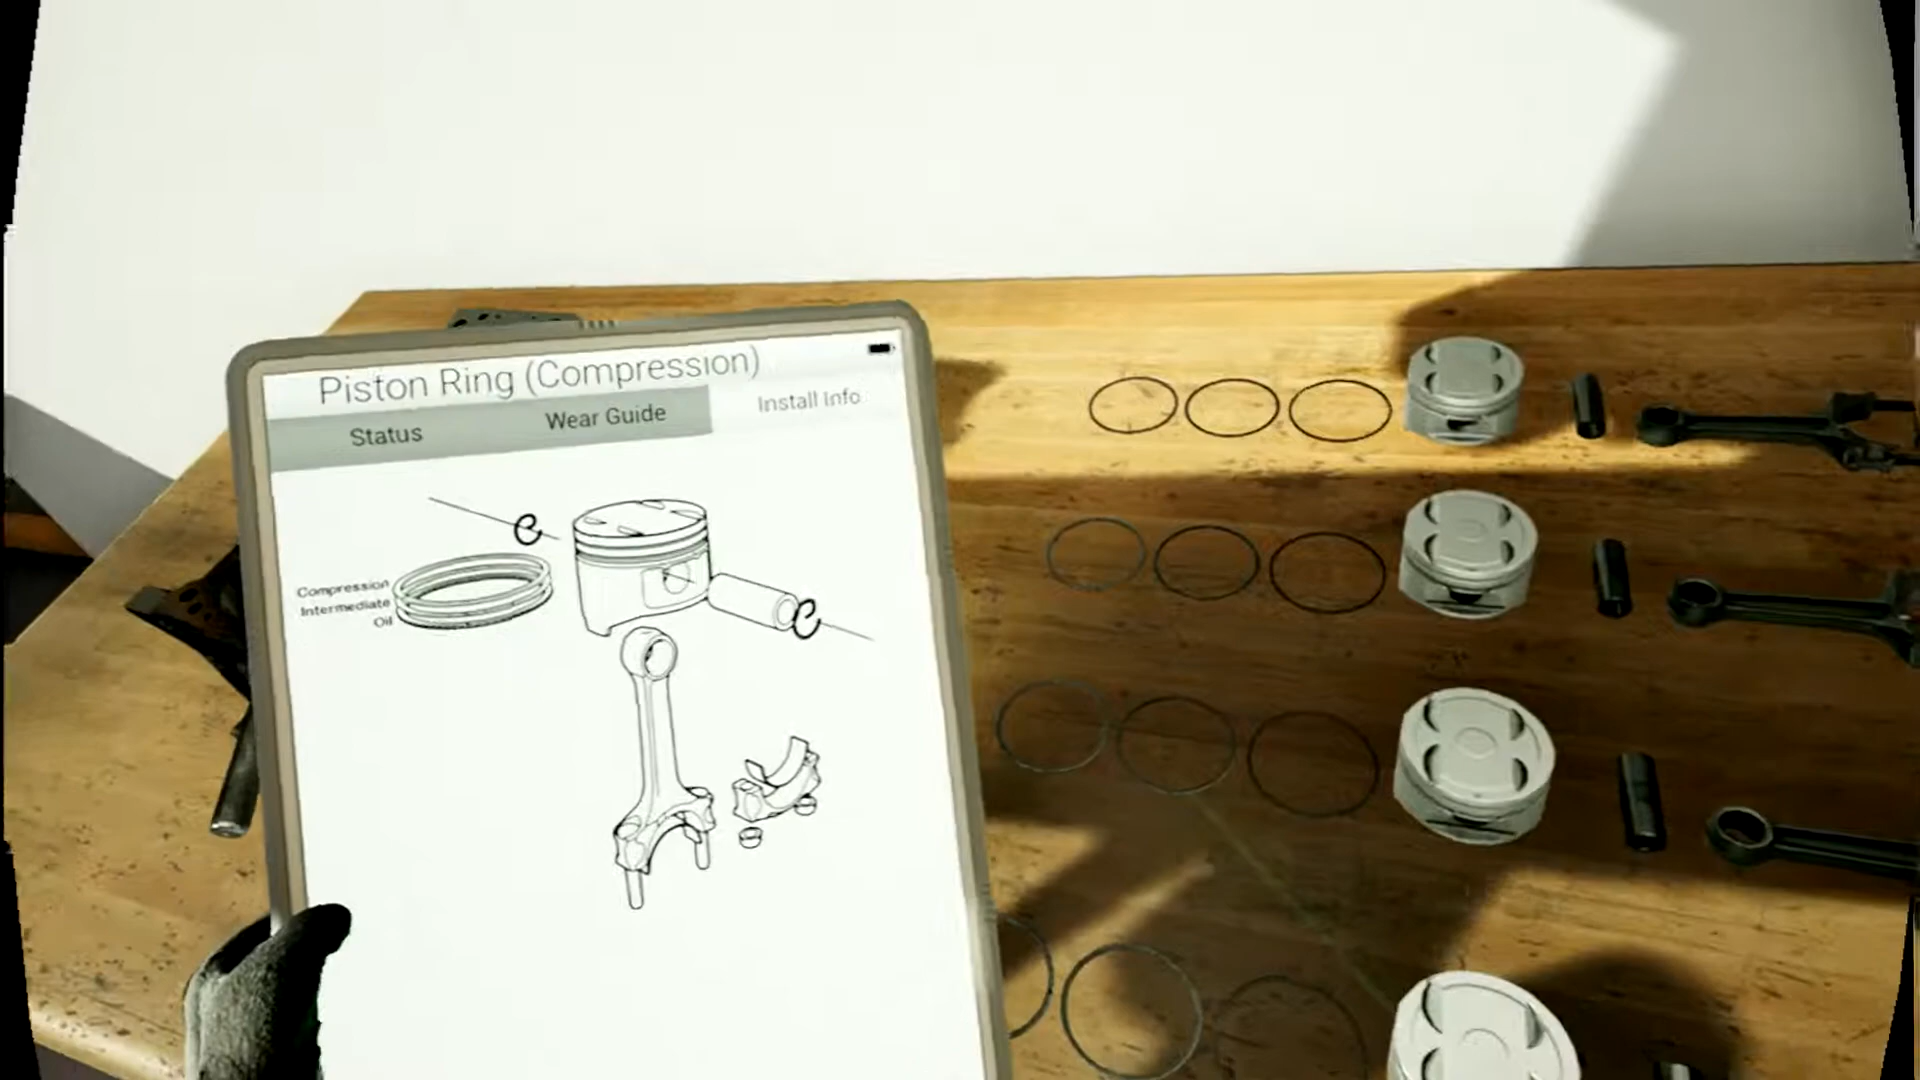 Piston Ring (Compression)
Status
Wear Guide
Install Info
Compression
Intermediate
Oil